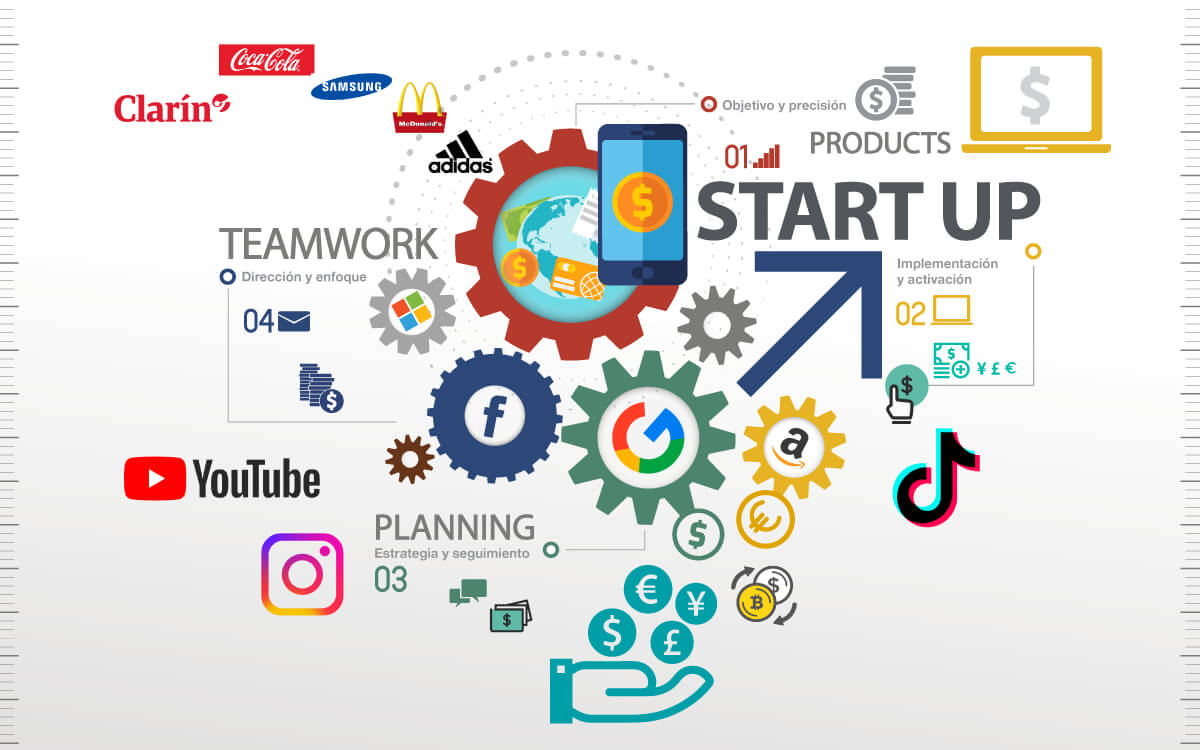 Coca-Cola
SAMSUNG
Clarín
McDonald's
adidas
Objetivo y precisión
01
$
PRODUCTS
$
START UP
$
$
TEAMWORK
Dirección y enfoque
04
$
Implementación
y activación
02
$
¥ £ €
$
f
G
a
YouTube
PLANNING
Estrategia y seguimiento
03
$
$
€
€
¥
$
£
$
₿